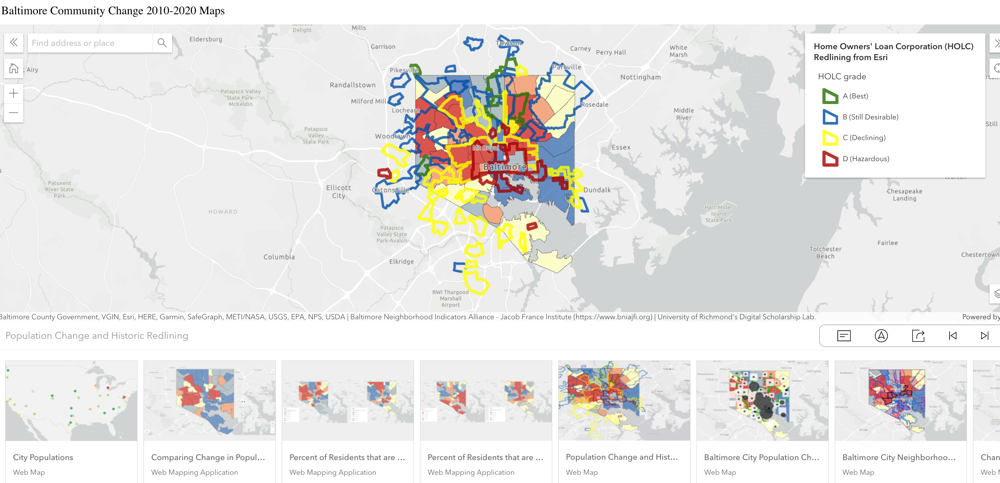 Baltimore Community Change 2010-2020 Maps
Find address or place
Delight
Mills
Eldersburg
Garrison
Towson
Carney
Perry Hall
White
Marsh
Airy
Pikesville
Parkville
Nottingham
Randallstown
Patapsco Valley
State Park-
McKeldin
Milford Mill
Rosedale
Lochearn
Middle
River
Patapsco
Valley
State Park
Woodlawn
Mt Royal
Essex
Baltimore
Patuxent
River State
Park
Ellicott
City
Catonsville
Dundalk
HOWARD
Hart-Miller
Island
State Park
Chesapeake
Landing
Still
Patapsco
Valley State
Park-Avalon
Fairlee
Tolchester
Beach
Chestertown
Columbia
Elkridge
BWI Thurgood
Marshall
Airport
Home Owners' Loan Corporation (HOLC)
Redlining from Esri
HOLC grade
A (Best)
B (Still Desirable)
C (Declining)
D (Hazardous)
Baltimore County Government, VGIN, Esri, HERE, Garmin, SafeGraph, METI/NASA, USGS, EPA, NPS, USDA | Baltimore Neighborhood Indicators Alliance - Jacob France Institute (https://www.bniajfi.org) | University of Richmond's Digital Scholarship Lab.
Powered by
Population Change and Historic Redlining
City Populations
Web Map
Comparing Change in Popul...
Web Mapping Application
Percent of Residents that are ...
Web Mapping Application
Percent of Residents that are ...
Web Mapping Application
Population Change and Hist...
Web Map
Baltimore City Population Ch...
Web Map
Baltimore City Neighborhoo...
Web Map
Chan
Web